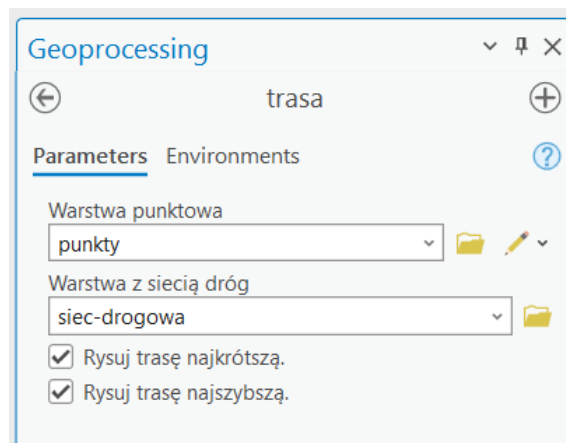 Geoprocessing
trasa
Parameters Environments
Warstwa punktowa
punkty
Warstwa z siecią dróg
siec-drogowa
Rysuj trasę najkrótszą.
Rysuj trasę najszybszą.